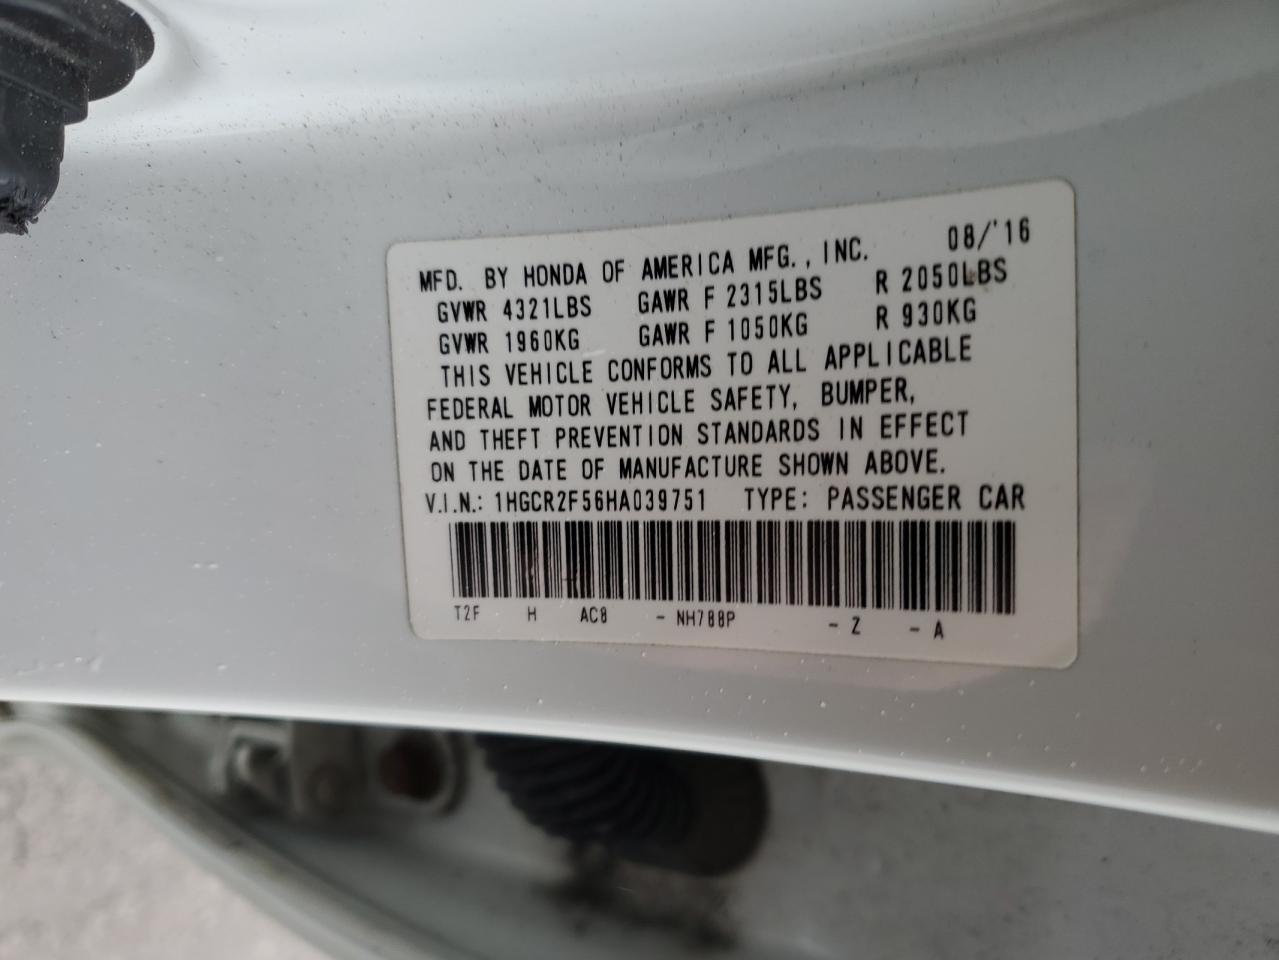 MFD. BY HONDA OF AMERICA MFG., INC. 08/'16
GVWR 4321LBS GAWR F 2315LBS R 2050LBS
GVWR 1960KG GAWR F 1050KG R 930KG
THIS VEHICLE CONFORMS TO ALL APPLICABLE
FEDERAL MOTOR VEHICLE SAFETY, BUMPER,
AND THEFT PREVENTION STANDARDS IN EFFECT
ON THE DATE OF MANUFACTURE SHOWN ABOVE.
V.I.N.: 1HGCR2F56HA039751 TYPE: PASSENGER CAR
T2F H AC8 - NH788P - Z - A